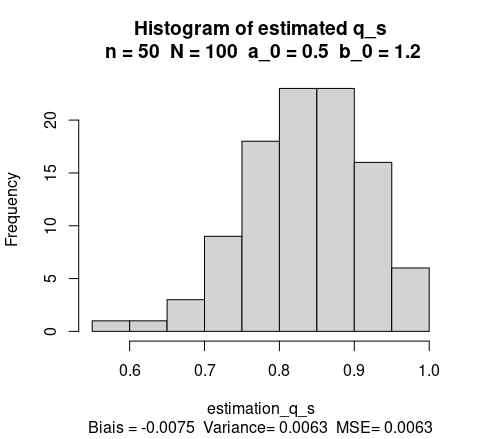 Histogram of estimated q_s
n = 50 N = 100 a_0 = 0.5 b_0 = 1.2
Frequency
20
15
10
5
0
0.6 0.7 0.8 0.9 1.0
estimation_q_s
Biais = -0.0075 Variance= 0.0063 MSE= 0.0063